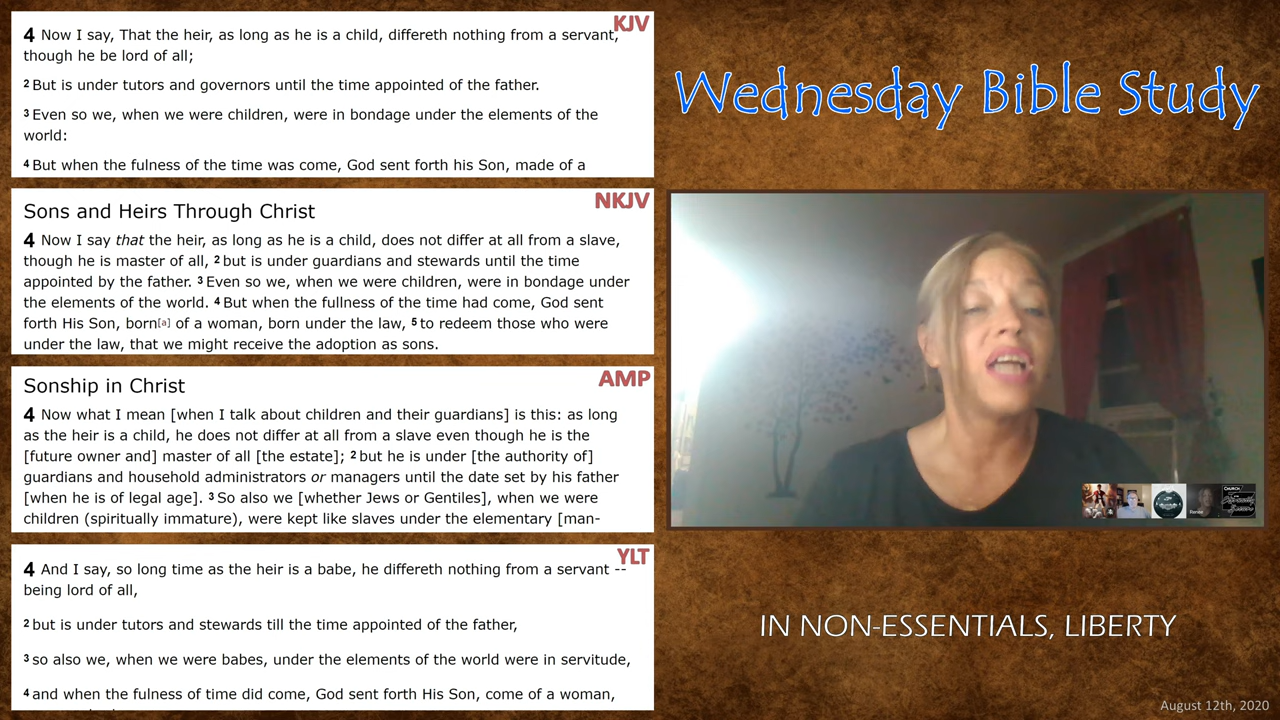 KJV
4 Now I say, That the heir, as long as he is a child, differeth nothing from a servant,
though he be lord of all;
2 But is under tutors and governors until the time appointed of the father.
3 Even so we, when we were children, were in bondage under the elements of the
world:
4 But when the fulness of the time was come, God sent forth his Son, made of a
NKJV
Sons and Heirs Through Christ
4 Now I say that the heir, as long as he is a child, does not differ at all from a slave,
though he is master of all, 2 but is under guardians and stewards until the time
appointed by the father. 3 Even so we, when we were children, were in bondage under
the elements of the world. 4 But when the fullness of the time had come, God sent
forth His Son, born[a] of a woman, born under the law, 5 to redeem those who were
under the law, that we might receive the adoption as sons.
AMP
Sonship in Christ
4 Now what I mean [when I talk about children and their guardians] is this: as long
as the heir is a child, he does not differ at all from a slave even though he is the
[future owner and] master of all [the estate]; 2 but he is under [the authority of]
guardians and household administrators or managers until the date set by his father
[when he is of legal age]. 3 So also we [whether Jews or Gentiles], when we were
children (spiritually immature), were kept like slaves under the elementary [man-
YLT
4 And I say, so long time as the heir is a babe, he differeth nothing from a servant --
being lord of all,
2 but is under tutors and stewards till the time appointed of the father,
3 so also we, when we were babes, under the elements of the world were in servitude,
4 and when the fulness of time did come, God sent forth His Son, come of a woman,
Wednesday Bible Study
CHURCH
IN NON-ESSENTIALS, LIBERTY
August 12th, 2020